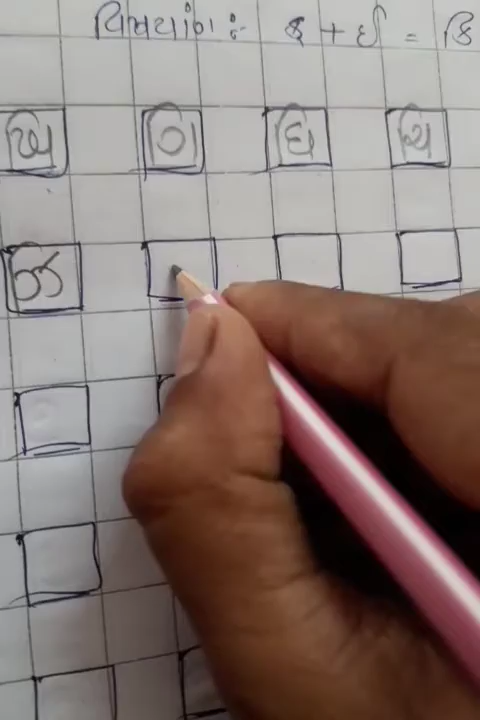 વિષયાંગ : ક + ઈ = કિ
ખિ ગિ ઘિ ચિ
ઝિ